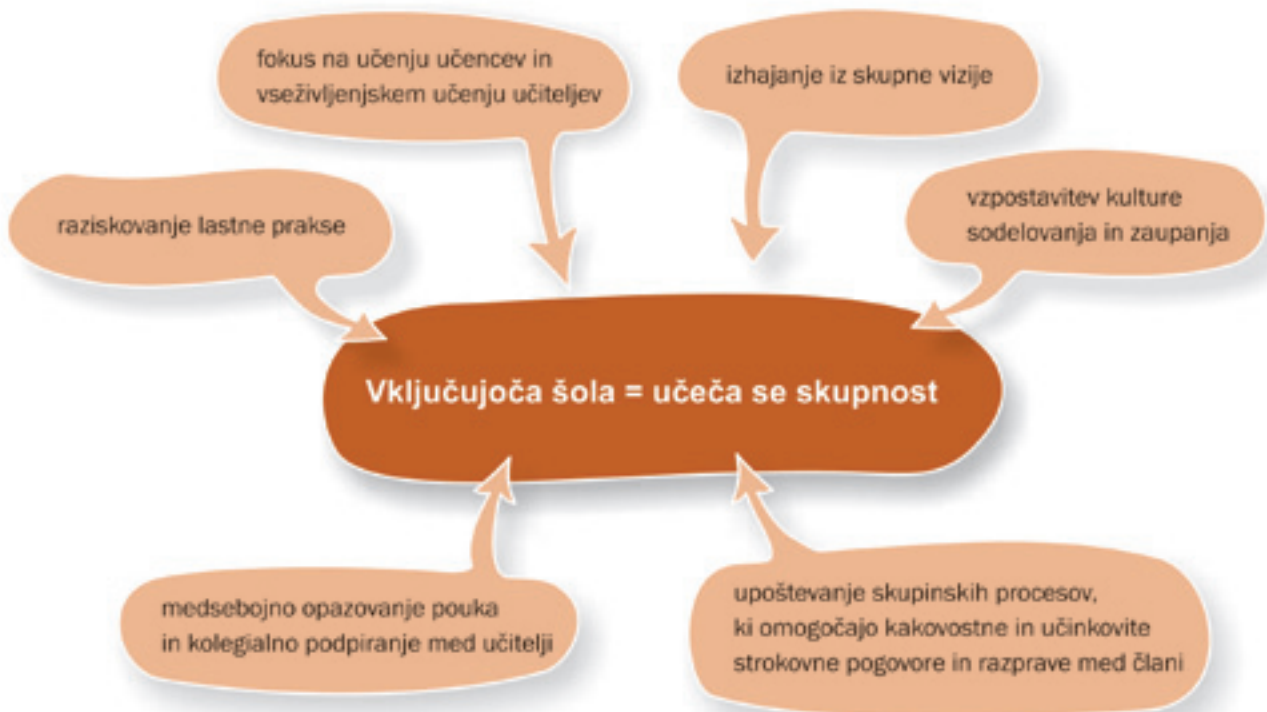 fokus na učenju učencev in
vseživljenjskem učenju učiteljev
izhajanje iz skupne vizije
raziskovanje lastne prakse
vzpostavitev kulture
sodelovanja in zaupanja
Vključujoča šola = učeča se skupnost
medsebojno opazovanje pouka
in kolegialno podpiranje med učitelji
upoštevanje skupinskih procesov,
ki omogočajo kakovostne in učinkovite
strokovne pogovore in razprave med člani